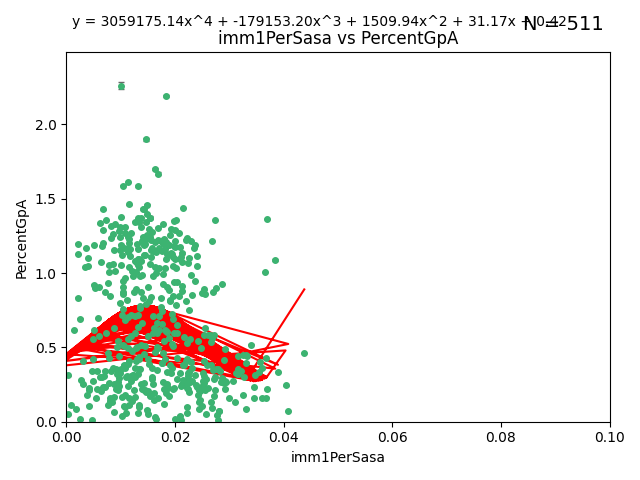 y = 3059175.14x^4 + -179153.20x^3 + 1509.94x^2 + 31.17x + 0.42
N = 511
imm1PerSasa vs PercentGpA
PercentGpA
2.0
1.5
1.0
0.5
0.0
0.00 0.02 0.04 0.06 0.08 0.10
imm1PerSasa